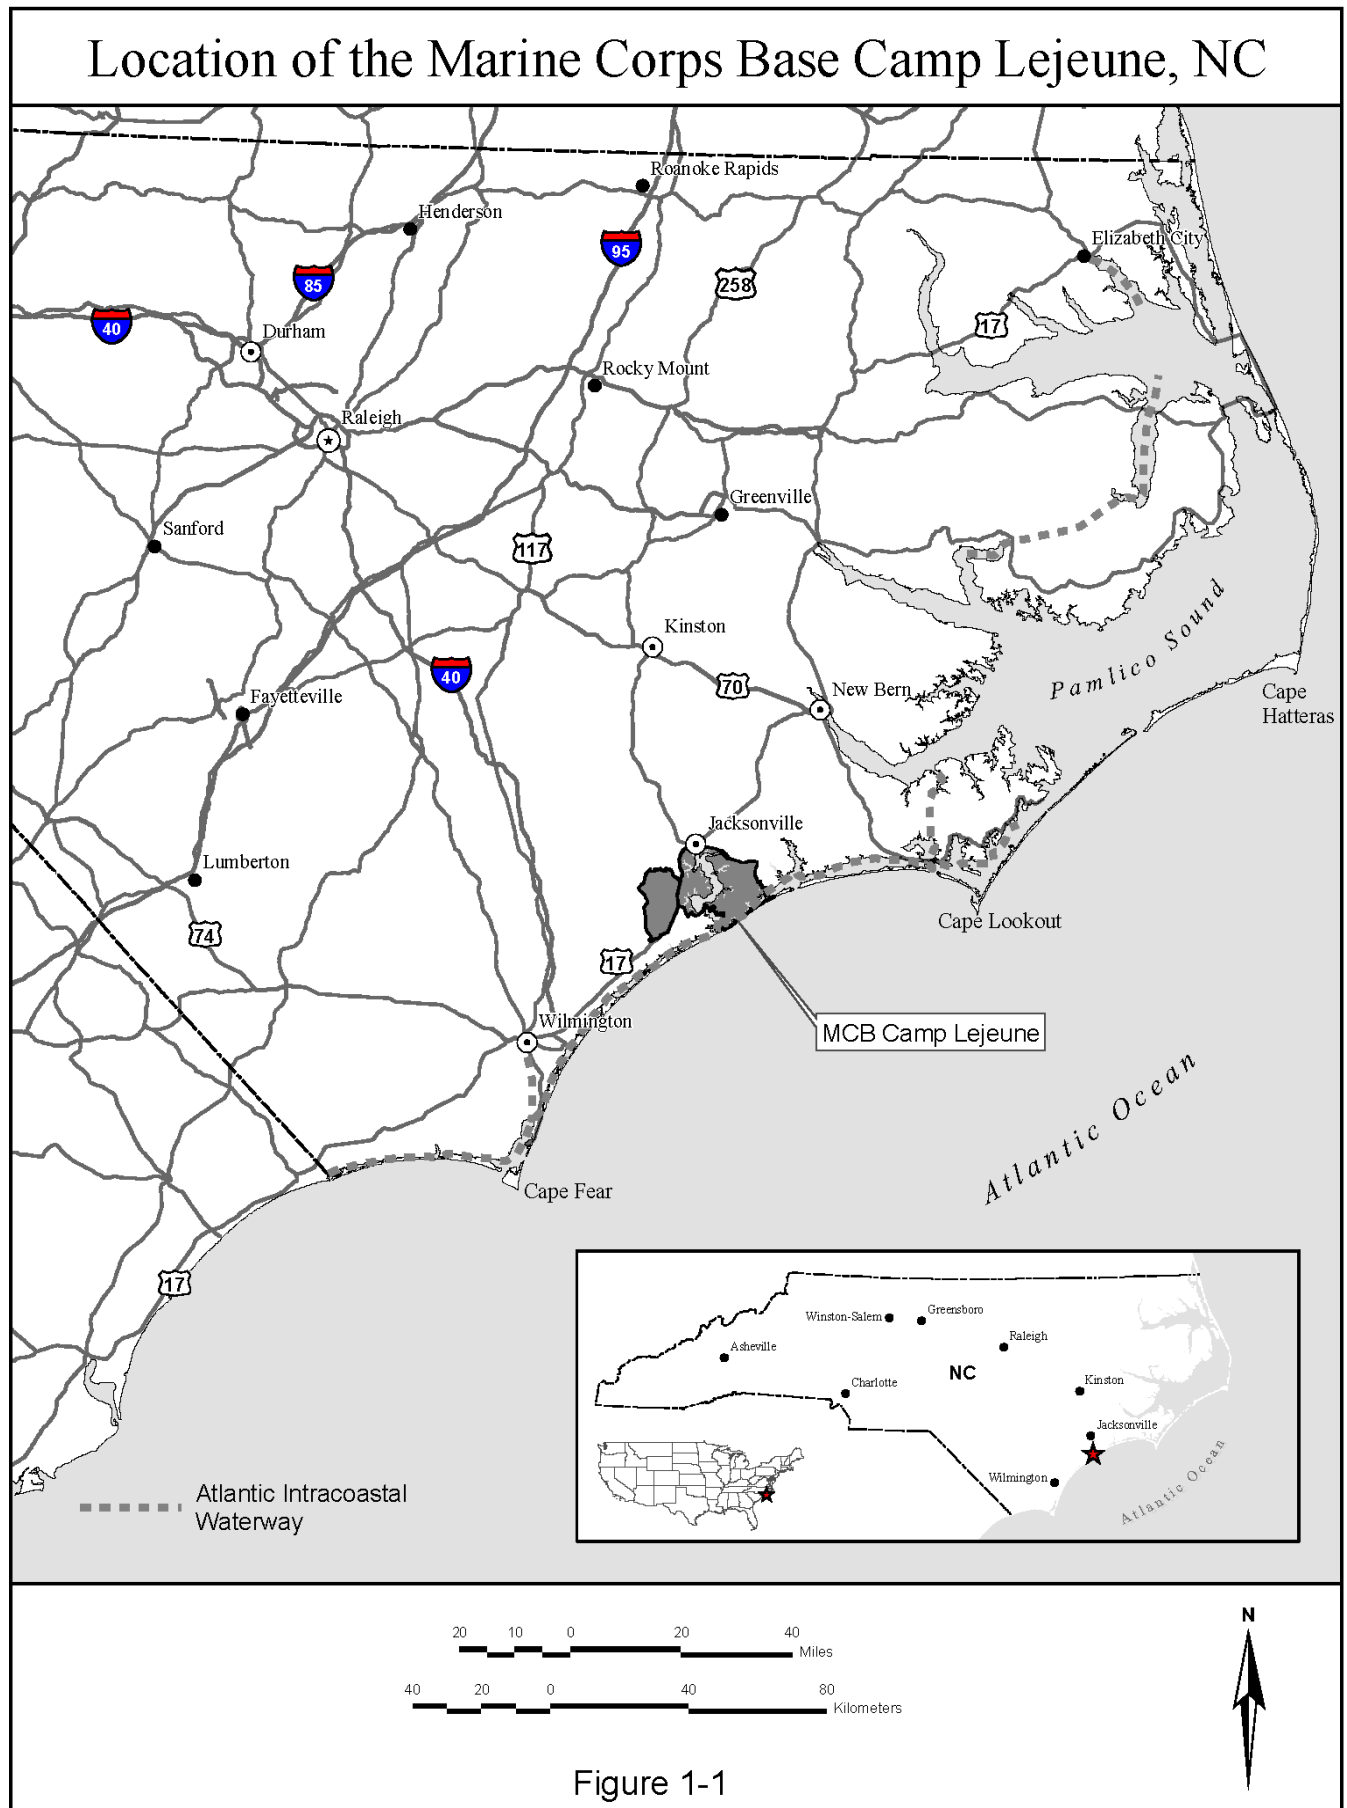 Location of the Marine Corps Base Camp Lejeune, NC
Roanoke Rapids
Henderson
Elizabeth City
95
85
258
40
17
Durham
Rocky Mount
Raleigh
Greenville
Sanford
117
Pamlico Sound
Kinston
40
70
New Bern
Fayetteville
Cape
Hatteras
Jacksonville
Lumberton
Cape Lookout
74
17
Wilmington
MCB Camp Lejeune
Atlantic Ocean
Cape Fear
17
Winston-Salem
Greensboro
Raleigh
Asheville
NC
Charlotte
Kinston
Jacksonville
Wilmington
Atlantic Ocean
Atlantic Intracoastal
Waterway
20 10 0 20 40
Miles
40 20 0 40 80
Kilometers
N
Figure 1-1